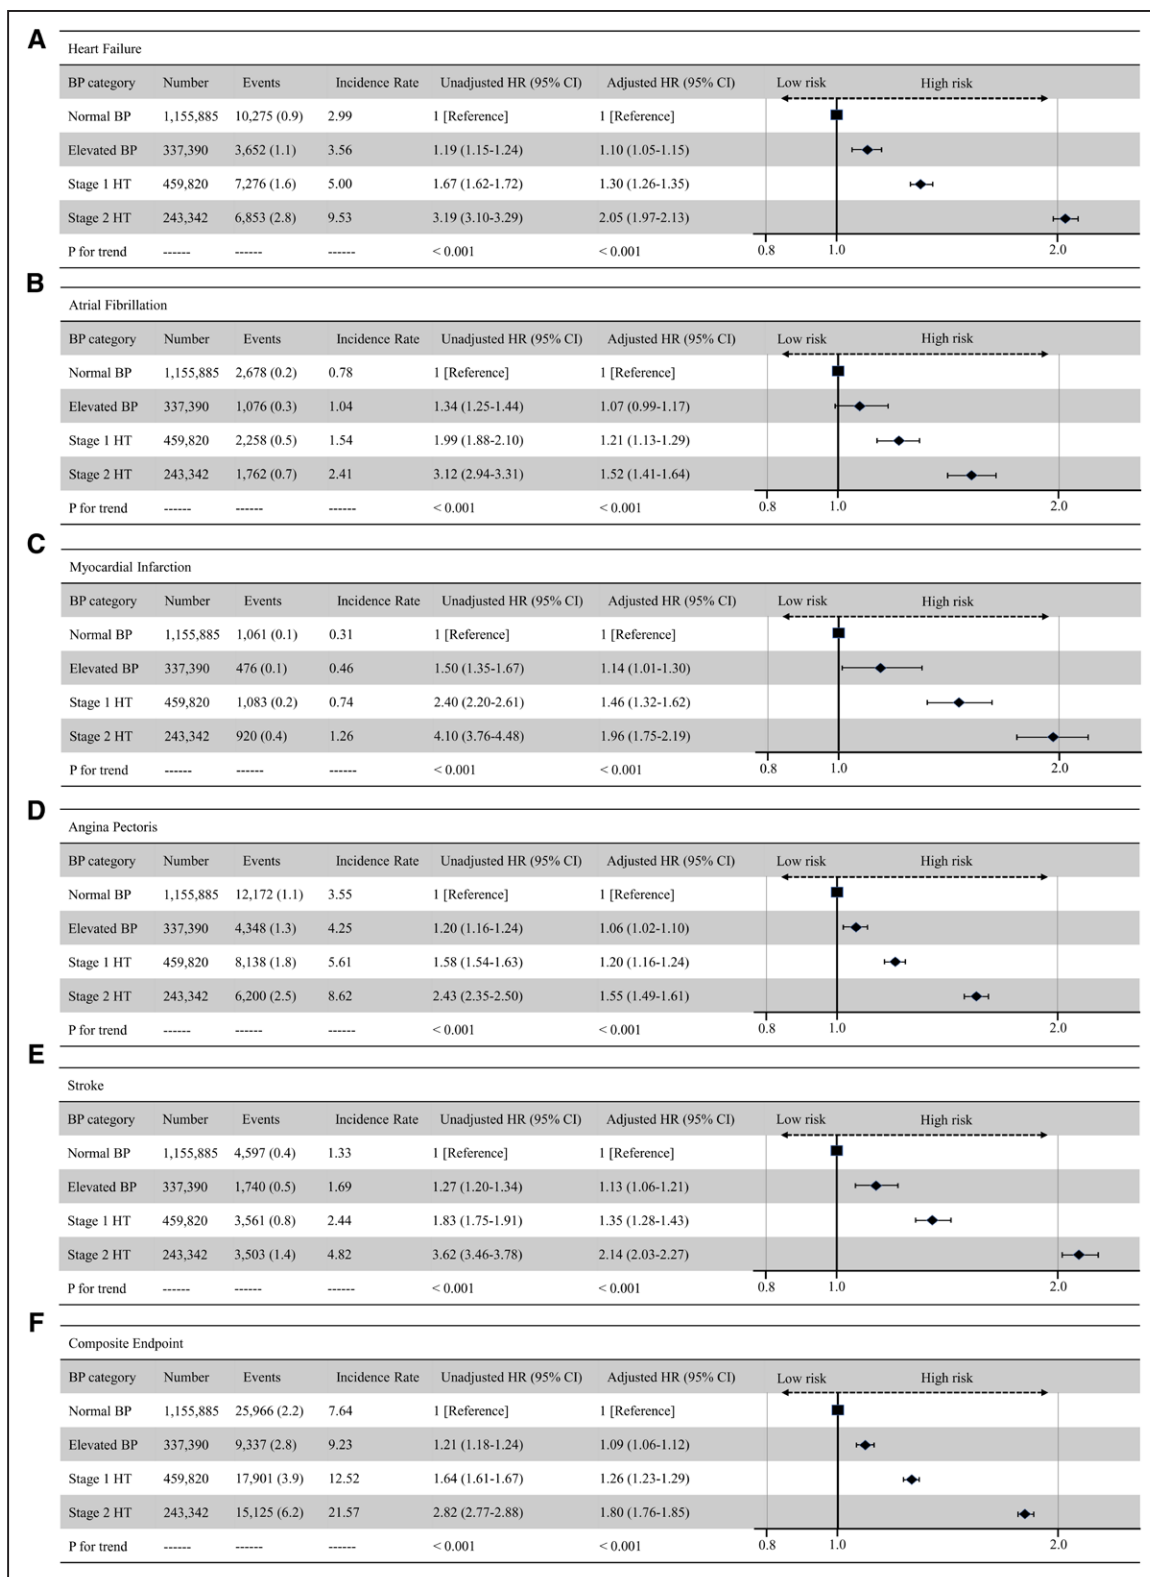 A
Heart Failure
BP category Number Events Incidence Rate Unadjusted HR (95% CI) Adjusted HR (95% CI) Low risk High risk
Normal BP 1,155,885 10,275 (0.9) 2.99 1 [Reference] 1 [Reference]
Elevated BP 337,390 3,652 (1.1) 3.56 1.19 (1.15-1.24) 1.10 (1.05-1.15)
Stage 1 HT 459,820 7,276 (1.6) 5.00 1.67 (1.62-1.72) 1.30 (1.26-1.35)
Stage 2 HT 243,342 6,853 (2.8) 9.53 3.19 (3.10-3.29) 2.05 (1.97-2.13)
P for trend ------ ------ ------ < 0.001 < 0.001 0.8 1.0 2.0
B
Atrial Fibrillation
BP category Number Events Incidence Rate Unadjusted HR (95% CI) Adjusted HR (95% CI) Low risk High risk
Normal BP 1,155,885 2,678 (0.2) 0.78 1 [Reference] 1 [Reference]
Elevated BP 337,390 1,076 (0.3) 1.04 1.34 (1.25-1.44) 1.07 (0.99-1.17)
Stage 1 HT 459,820 2,258 (0.5) 1.54 1.99 (1.88-2.10) 1.21 (1.13-1.29)
Stage 2 HT 243,342 1,762 (0.7) 2.41 3.12 (2.94-3.31) 1.52 (1.41-1.64)
P for trend ------ ------ ------ < 0.001 < 0.001 0.8 1.0 2.0
C
Myocardial Infarction
BP category Number Events Incidence Rate Unadjusted HR (95% CI) Adjusted HR (95% CI) Low risk High risk
Normal BP 1,155,885 1,061 (0.1) 0.31 1 [Reference] 1 [Reference]
Elevated BP 337,390 476 (0.1) 0.46 1.50 (1.35-1.67) 1.14 (1.01-1.30)
Stage 1 HT 459,820 1,083 (0.2) 0.74 2.40 (2.20-2.61) 1.46 (1.32-1.62)
Stage 2 HT 243,342 920 (0.4) 1.26 4.10 (3.76-4.48) 1.96 (1.75-2.19)
P for trend ------ ------ ------ < 0.001 < 0.001 0.8 1.0 2.0
D
Angina Pectoris
BP category Number Events Incidence Rate Unadjusted HR (95% CI) Adjusted HR (95% CI) Low risk High risk
Normal BP 1,155,885 12,172 (1.1) 3.55 1 [Reference] 1 [Reference]
Elevated BP 337,390 4,348 (1.3) 4.25 1.20 (1.16-1.24) 1.06 (1.02-1.10)
Stage 1 HT 459,820 8,138 (1.8) 5.61 1.58 (1.54-1.63) 1.20 (1.16-1.24)
Stage 2 HT 243,342 6,200 (2.5) 8.62 2.43 (2.35-2.50) 1.55 (1.49-1.61)
P for trend ------ ------ ------ < 0.001 < 0.001 0.8 1.0 2.0
E
Stroke
BP category Number Events Incidence Rate Unadjusted HR (95% CI) Adjusted HR (95% CI) Low risk High risk
Normal BP 1,155,885 4,597 (0.4) 1.33 1 [Reference] 1 [Reference]
Elevated BP 337,390 1,740 (0.5) 1.69 1.27 (1.20-1.34) 1.13 (1.06-1.21)
Stage 1 HT 459,820 3,561 (0.8) 2.44 1.83 (1.75-1.91) 1.35 (1.28-1.43)
Stage 2 HT 243,342 3,503 (1.4) 4.82 3.62 (3.46-3.78) 2.14 (2.03-2.27)
P for trend ------ ------ ------ < 0.001 < 0.001 0.8 1.0 2.0
F
Composite Endpoint
BP category Number Events Incidence Rate Unadjusted HR (95% CI) Adjusted HR (95% CI) Low risk High risk
Normal BP 1,155,885 25,966 (2.2) 7.64 1 [Reference] 1 [Reference]
Elevated BP 337,390 9,337 (2.8) 9.23 1.21 (1.18-1.24) 1.09 (1.06-1.12)
Stage 1 HT 459,820 17,901 (3.9) 12.52 1.64 (1.61-1.67) 1.26 (1.23-1.29)
Stage 2 HT 243,342 15,125 (6.2) 21.57 2.82 (2.77-2.88) 1.80 (1.76-1.85)
P for trend ------ ------ ------ < 0.001 < 0.001 0.8 1.0 2.0